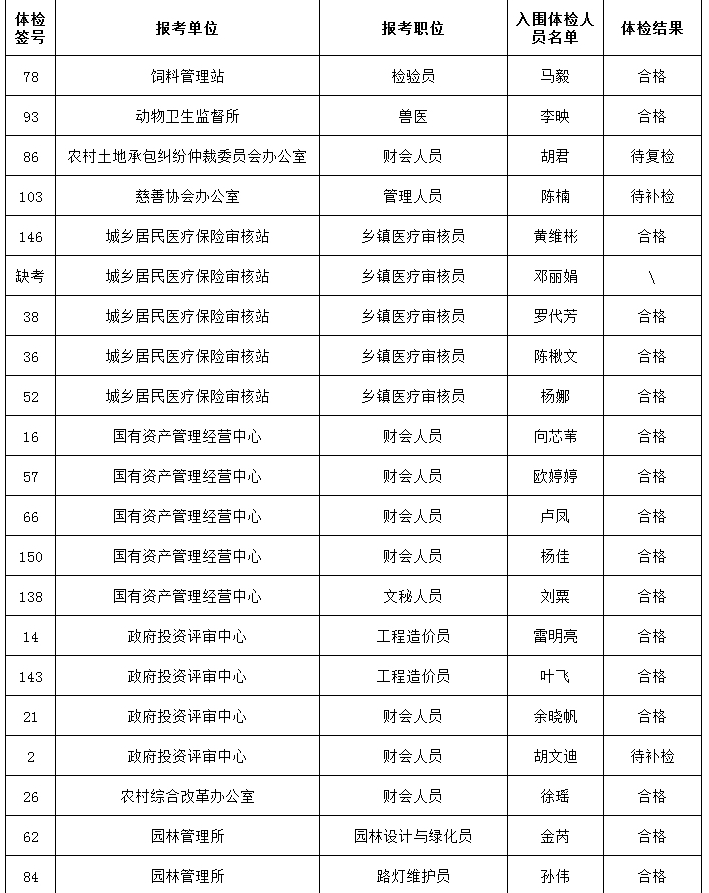 体检签号 报考单位 报考职位 入围体检人员名单 体检结果
78 饲料管理站 检验员 马毅 合格
93 动物卫生监督所 兽医 李映 合格
86 农村土地承包纠纷仲裁委员会办公室 财会人员 胡君 待复检
103 慈善协会办公室 管理人员 陈楠 待补检
146 城乡居民医疗保险审核站 乡镇医疗审核员 黄维彬 合格
缺考 城乡居民医疗保险审核站 乡镇医疗审核员 邓丽娟 \
38 城乡居民医疗保险审核站 乡镇医疗审核员 罗代芳 合格
36 城乡居民医疗保险审核站 乡镇医疗审核员 陈楸文 合格
52 城乡居民医疗保险审核站 乡镇医疗审核员 杨娜 合格
16 国有资产管理经营中心 财会人员 向芯苇 合格
57 国有资产管理经营中心 财会人员 欧婷婷 合格
66 国有资产管理经营中心 财会人员 卢凤 合格
150 国有资产管理经营中心 财会人员 杨佳 合格
138 国有资产管理经营中心 文秘人员 刘粟 合格
14 政府投资评审中心 工程造价员 雷明亮 合格
143 政府投资评审中心 工程造价员 叶飞 合格
21 政府投资评审中心 财会人员 余晓帆 合格
2 政府投资评审中心 财会人员 胡文迪 待补检
26 农村综合改革办公室 财会人员 徐瑶 合格
62 园林管理所 园林设计与绿化员 金芮 合格
84 园林管理所 路灯维护员 孙伟 合格